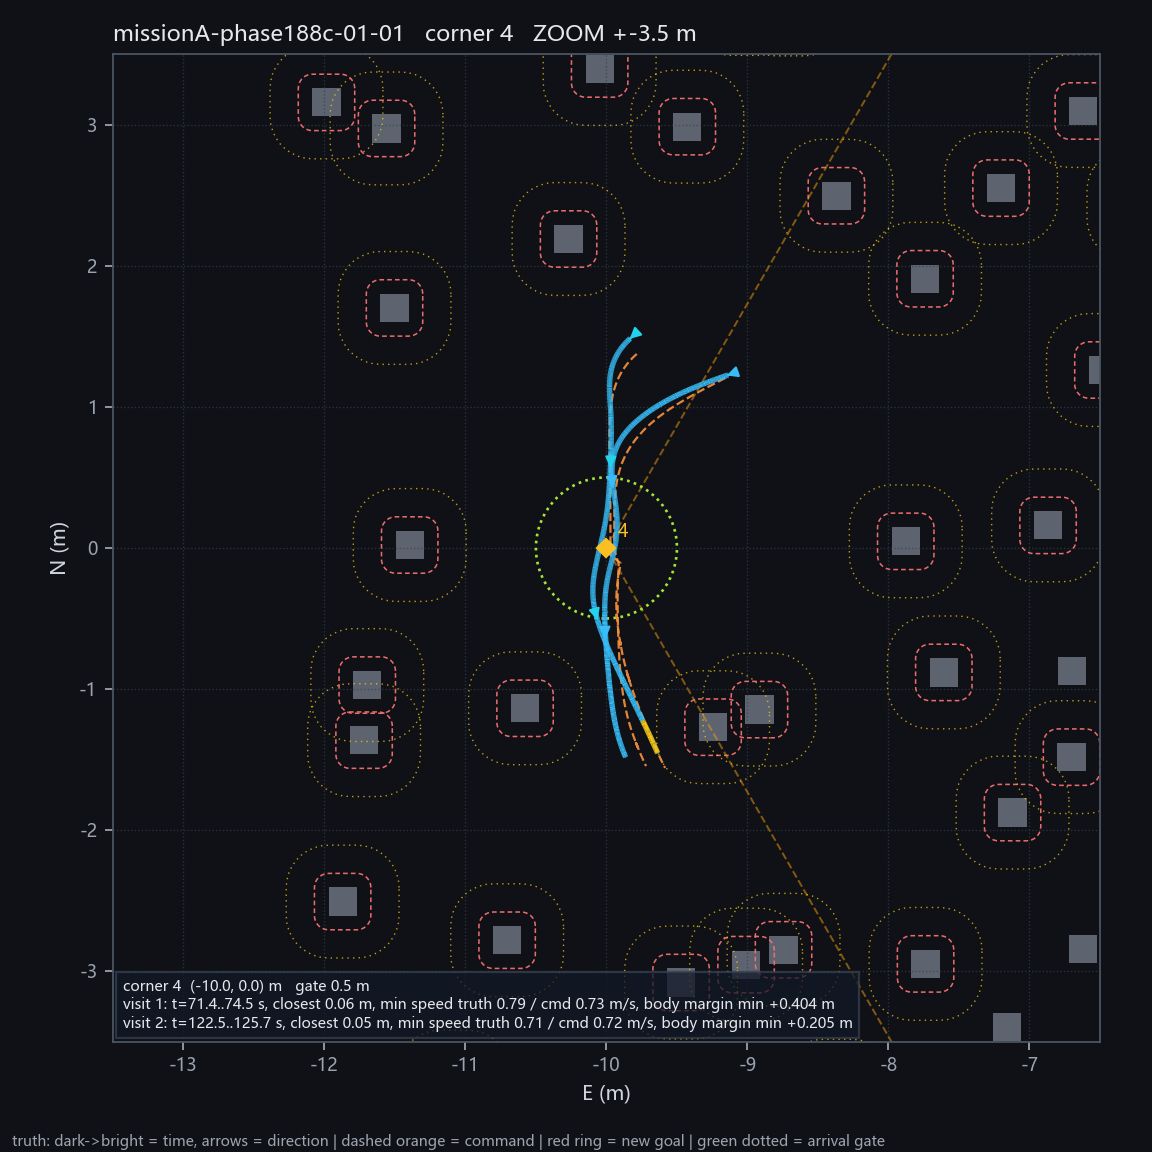 missionA-phase188c-01-01   corner 4   ZOOM +-3.5 m
3
2
1
0
-1
-2
-3
N (m)
4
corner 4  (-10.0, 0.0) m   gate 0.5 m
visit 1: t=71.4..74.5 s, closest 0.06 m, min speed truth 0.79 / cmd 0.73 m/s, body margin min +0.404 m
visit 2: t=122.5..125.7 s, closest 0.05 m, min speed truth 0.71 / cmd 0.72 m/s, body margin min +0.205 m
-13 -12 -11 -10 -9 -8 -7
E (m)
truth: dark->bright = time, arrows = direction | dashed orange = command | red ring = new goal | green dotted = arrival gate